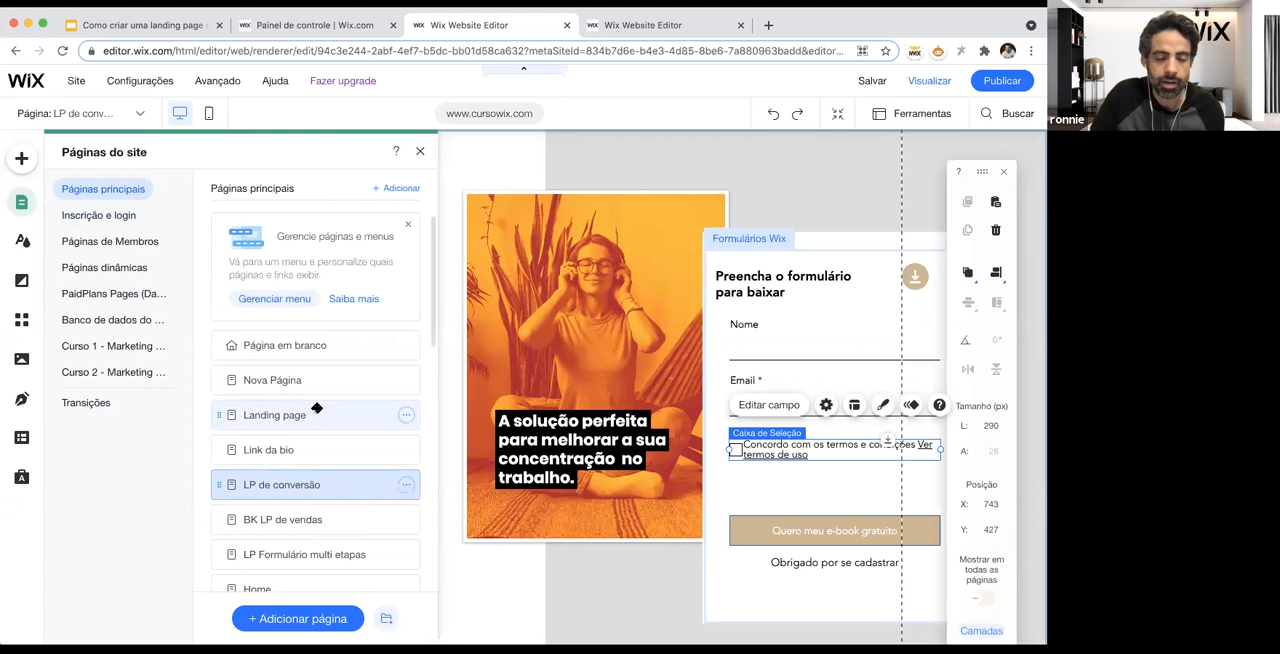 Como criar uma landing page
Painel de controle | Wix.com
Wix Website Editor
Wix Website Editor
editor.wix.com/html/editor/web/renderer/edit/94c3e244-2abf-4ef7-b5dc-bb01d58ca632?metaSiteId=834b7d6e-b4e3-4d85-8be6-7a880963badd&editor...
WiX
Site
Configurações
Avançado
Ajuda
Fazer upgrade
Salvar
Visualizar
Publicar
Página: LP de conv...
www.cursowix.com
Ferramentas
Buscar
WiX
ronnie
Páginas do site
?
Páginas principais
Inscrição e login
Páginas de Membros
Páginas dinâmicas
PaidPlans Pages (Da...
Banco de dados do ...
Curso 1 - Marketing ...
Curso 2 - Marketing ...
Transições
Páginas principais
+ Adicionar
Gerencie páginas e menus
Vá para um menu e personalize quais
páginas e links exibir.
Gerenciar menu
Saiba mais
Página em branco
Nova Página
Landing page
Link da bio
LP de conversão
BK LP de vendas
LP Formulário multi etapas
Home
+ Adicionar página
A solução perfeita
para melhorar a sua
concentração no
trabalho.
Formulários Wix
Preencha o formulário
para baixar
Nome
Email *
Editar campo
?
Caixa de Seleção
Concordo com os termos e condições Ver
termos de uso
Quero meu e-book gratuito
Obrigado por se cadastrar
?
0°
Tamanho (px)
L: 290
A: 26
Posição
X: 743
Y: 427
Mostrar em
todas as
páginas
Camadas